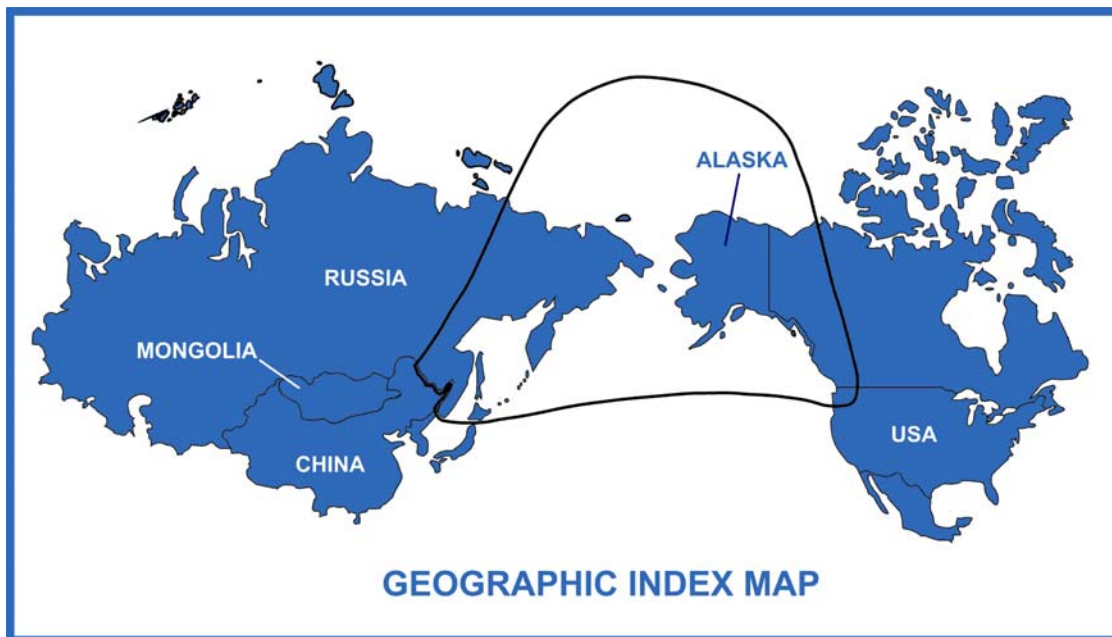 ALASKA
RUSSIA
MONGOLIA
CHINA
USA
GEOGRAPHIC INDEX MAP